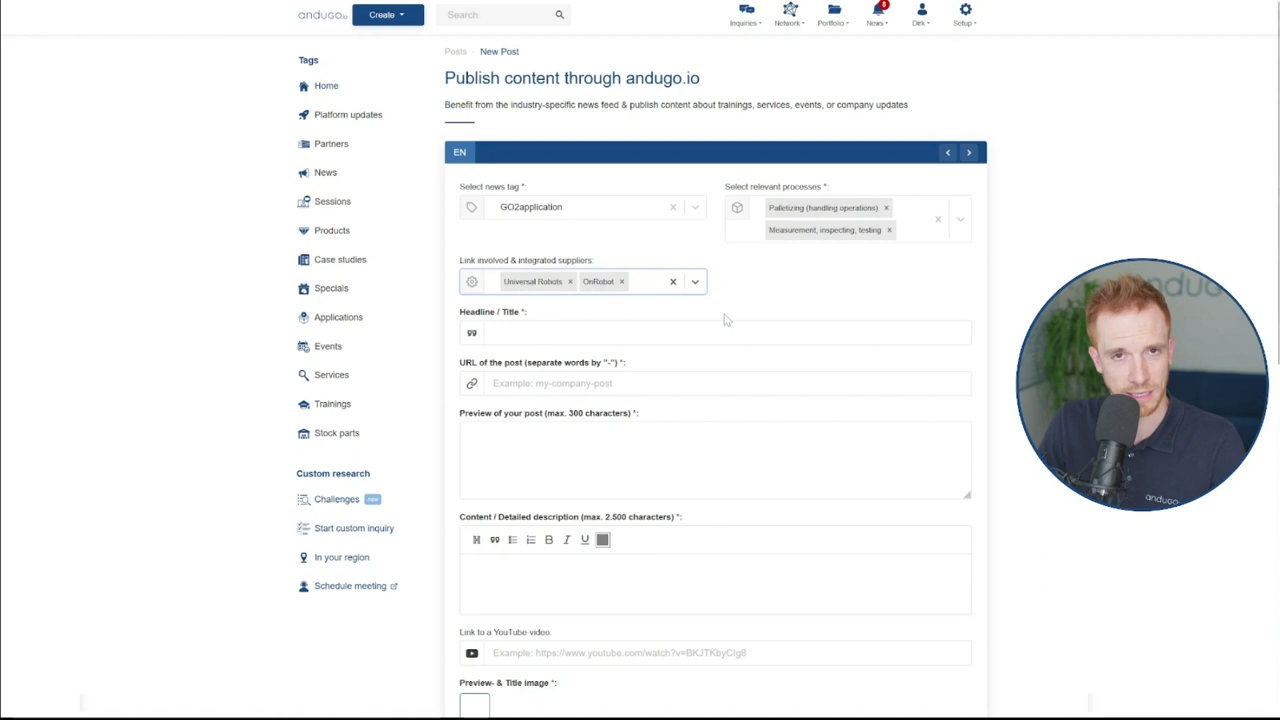 andugo.io
Create
Search
Inquiries
Network
Portfolio
8
News
Dirk
Setup
Tags
Home
Platform updates
Partners
News
Sessions
Products
Case studies
Specials
Applications
Events
Services
Trainings
Stock parts
Custom research
Challenges new
Start custom inquiry
In your region
Schedule meeting
Posts - New Post
Publish content through andugo.io
Benefit from the industry-specific news feed & publish content about trainings, services, events, or company updates
EN
Select news tag *:
GO2application
Select relevant processes *:
Palletizing (handling operations) ×
Measurement, inspecting, testing ×
Link involved & integrated suppliers:
Universal Robots × OnRobot ×
Headline / Title *:
URL of the post (separate words by "-") *:
Example: my-company-post
Preview of your post (max. 300 characters) *:
Content / Detailed description (max. 2.500 characters) *:
H B I U
Link to a YouTube-video:
Example: https://www.youtube.com/watch?v=BKJTKbyCIg8
Preview- & Title image *:
andugo